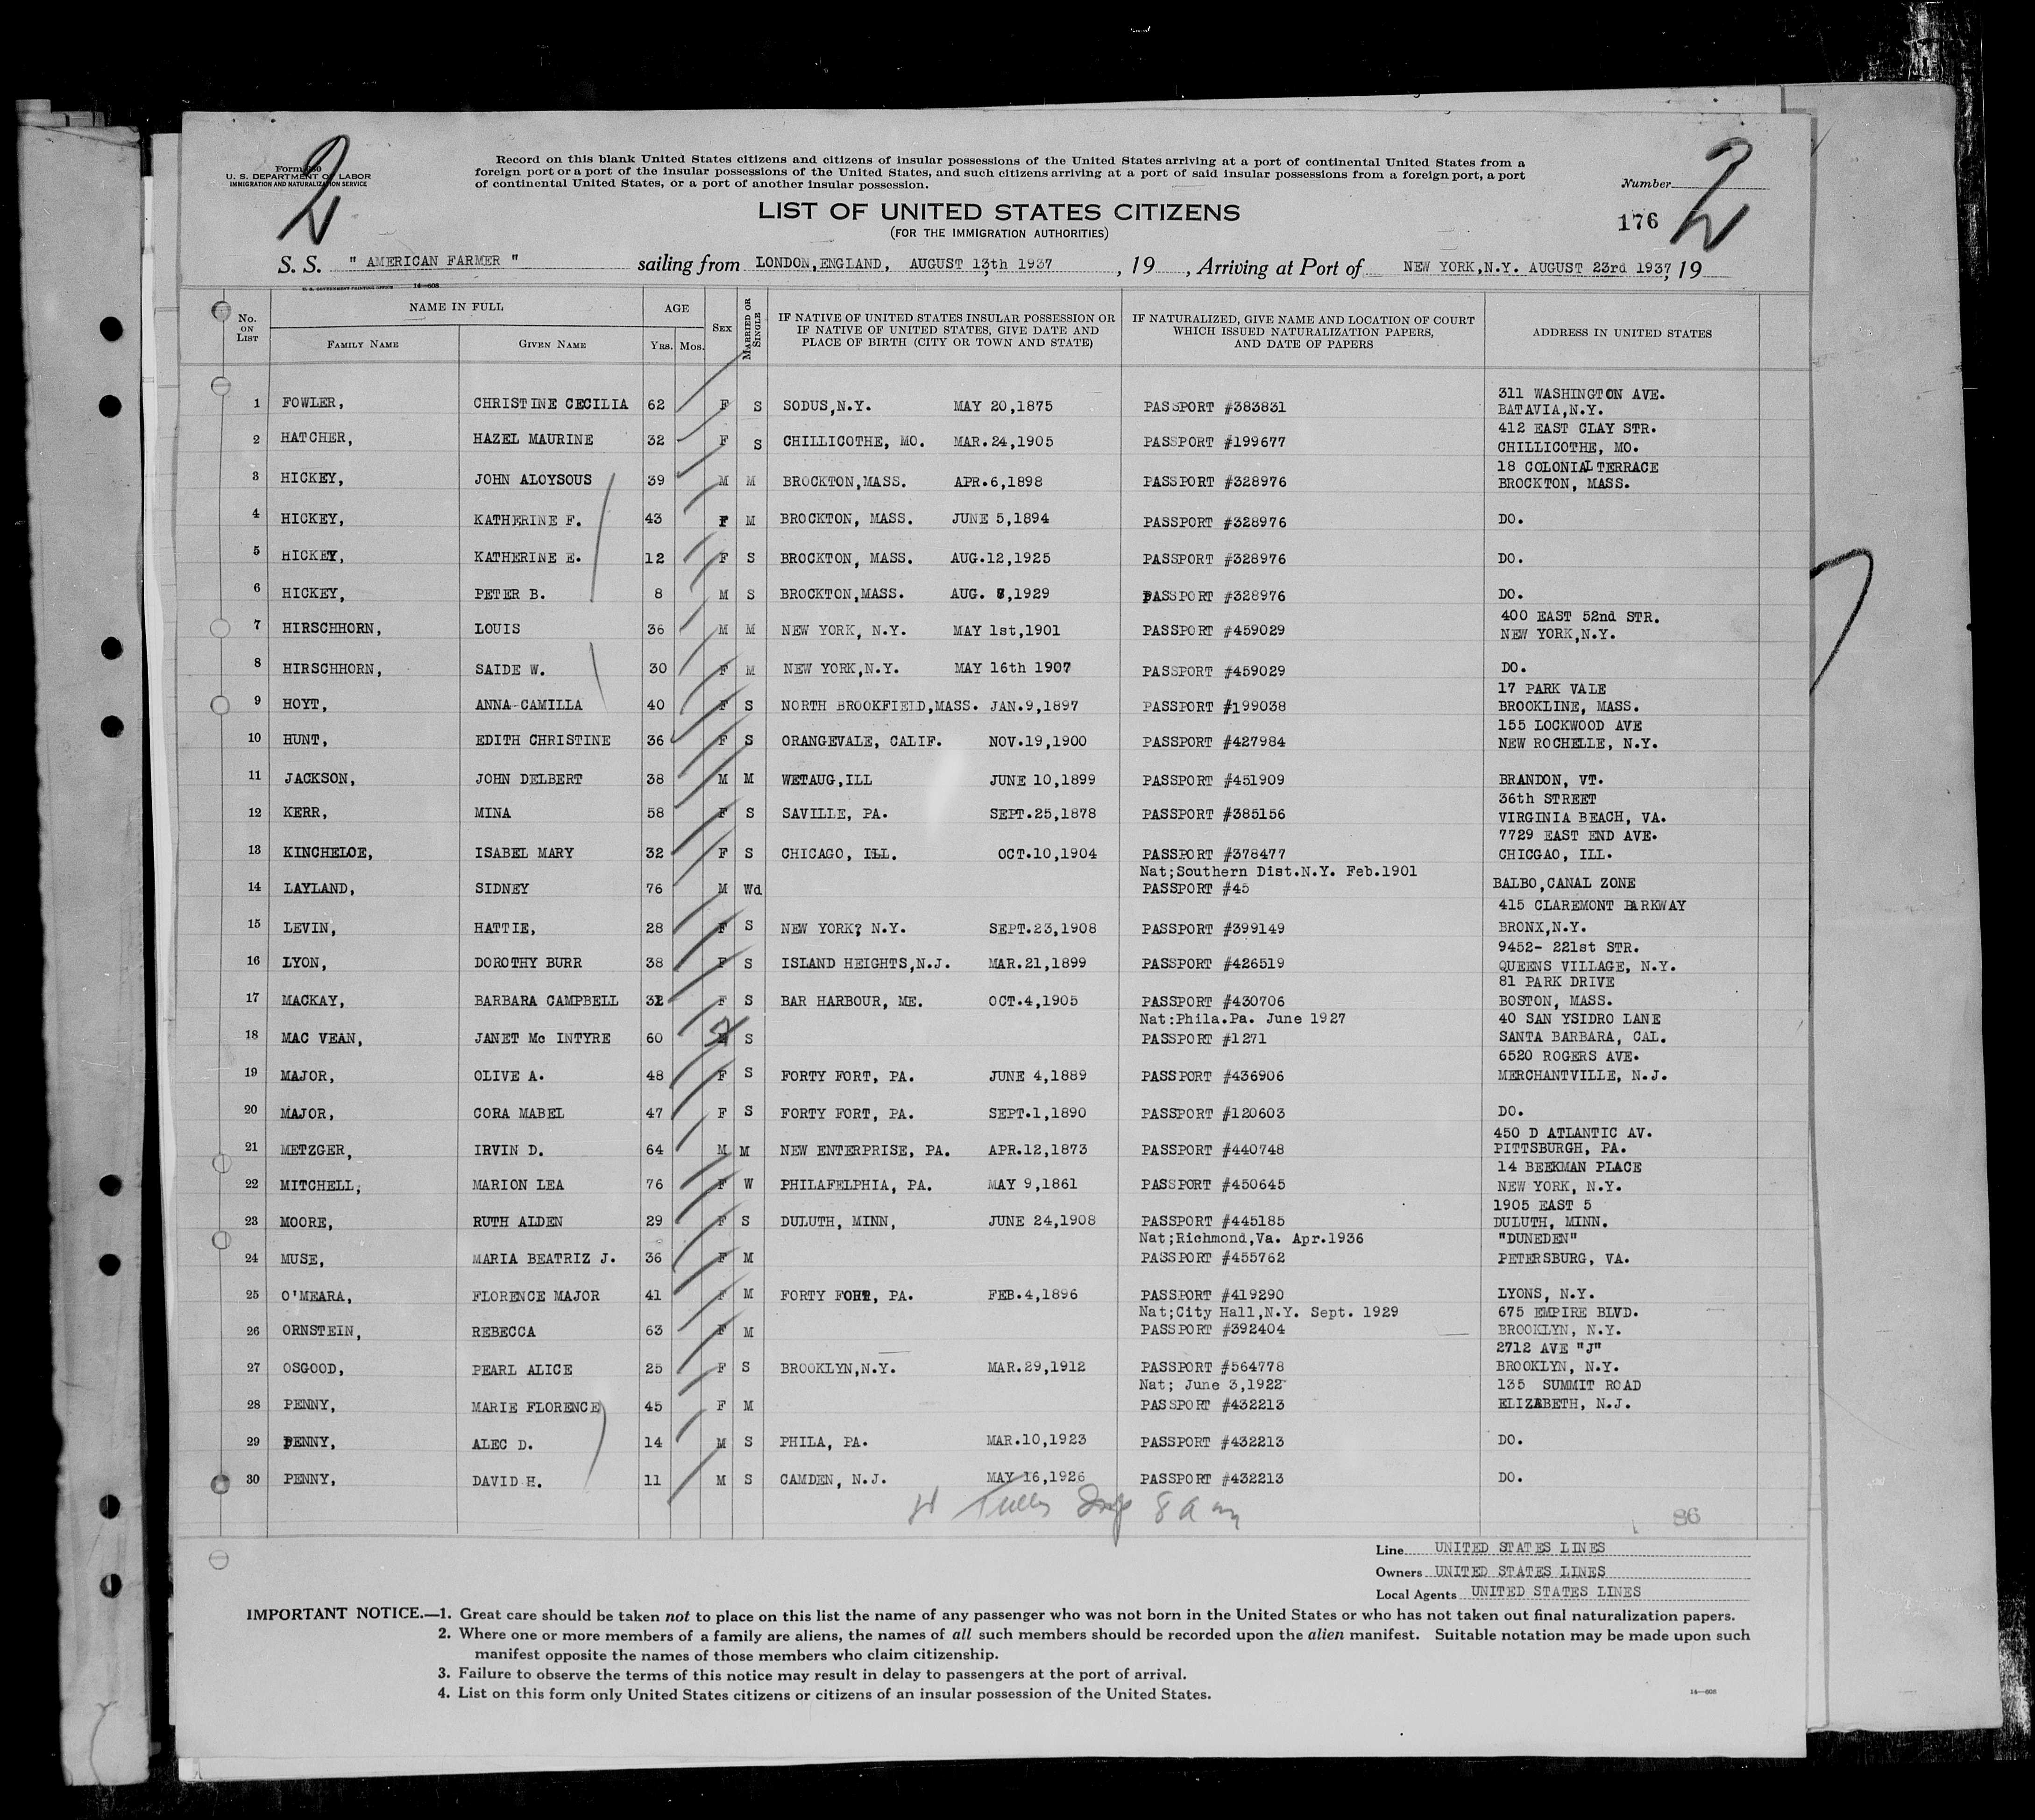 2
2
Form
U. S. DEPARTMENT OF LABOR
IMMIGRATION AND NATURALIZATION SERVICE
Record on this blank United States citizens and citizens of insular possessions of the United States arriving at a port of continental United States from a
foreign port or a port of the insular possessions of the United States, and such citizens arriving at a port of said insular possessions from a foreign port, a port
of continental United States, or a port of another insular possession.
Number
176
LIST OF UNITED STATES CITIZENS
(FOR THE IMMIGRATION AUTHORITIES)
S. S. " AMERICAN FARMER " sailing from LONDON,ENGLAND, AUGUST 13th 1937 , 19 , Arriving at Port of NEW YORK,N.Y. AUGUST 23rd 1937, 19
U. S. GOVERNMENT PRINTING OFFICE 14—608
No. ON LIST
NAME IN FULL
FAMILY NAME
GIVEN NAME
AGE
YRS. MOS.
SEX
MARRIED OR SINGLE
IF NATIVE OF UNITED STATES INSULAR POSSESSION OR
IF NATIVE OF UNITED STATES, GIVE DATE AND
PLACE OF BIRTH (CITY OR TOWN AND STATE)
IF NATURALIZED, GIVE NAME AND LOCATION OF COURT
WHICH ISSUED NATURALIZATION PAPERS,
AND DATE OF PAPERS
ADDRESS IN UNITED STATES
311 WASHINGTON AVE.
1 FOWLER, CHRISTINE CECILIA 62 F S SODUS,N.Y. MAY 20,1875 PASSPORT #383831 BATAVIA,N.Y.
412 EAST CLAY STR.
2 HATCHER, HAZEL MAURINE 32 F S CHILLICOTHE, MO. MAR.24,1905 PASSPORT #199677 CHILLICOTHE, MO.
18 COLONIAL TERRACE
3 HICKEY, JOHN ALOYSOUS 39 M M BROCKTON,MASS. APR.6,1898 PASSPORT #328976 BROCKTON, MASS.
4 HICKEY, KATHERINE F. 43 F M BROCKTON, MASS. JUNE 5,1894 PASSPORT #328976 DO.
5 HICKEY, KATHERINE E. 12 F S BROCKTON, MASS. AUG.12,1925 PASSPORT #328976 DO.
6 HICKEY, PETER B. 8 M S BROCKTON,MASS. AUG. 8,1929 PASSPORT #328976 DO.
400 EAST 52nd STR.
7 HIRSCHHORN, LOUIS 36 M M NEW YORK, N.Y. MAY 1st,1901 PASSPORT #459029 NEW YORK,N.Y.
8 HIRSCHHORN, SAIDE W. 30 F M NEW YORK,N.Y. MAY 16th 1907 PASSPORT #459029 DO.
17 PARK VALE
9 HOYT, ANNA-CAMILLA 40 F S NORTH BROOKFIELD,MASS. JAN.9,1897 PASSPORT #199038 BROOKLINE, MASS.
155 LOCKWOOD AVE
10 HUNT, EDITH CHRISTINE 36 F S ORANGEVALE, CALIF. NOV.19,1900 PASSPORT #427984 NEW ROCHELLE, N.Y.
11 JACKSON, JOHN DELBERT 38 M M WETAUG,ILL JUNE 10,1899 PASSPORT #451909 BRANDON, VT.
36th STREET
12 KERR, MINA 58 F S SAVILLE, PA. SEPT.25,1878 PASSPORT #385156 VIRGINIA BEACH, VA.
7729 EAST END AVE.
13 KINCHELOE, ISABEL MARY 32 F S CHICAGO, ILL. OCT.10,1904 PASSPORT #378477 CHICGAO, ILL.
Nat;Southern Dist.N.Y. Feb.1901
14 LAYLAND, SIDNEY 76 M Wd PASSPORT #45 BALBO,CANAL ZONE
415 CLAREMONT PARKWAY
15 LEVIN, HATTIE, 28 F S NEW YORK? N.Y. SEPT.23,1908 PASSPORT #399149 BRONX,N.Y.
9452- 221st STR.
16 LYON, DOROTHY BURR 38 F S ISLAND HEIGHTS,N.J. MAR.21,1899 PASSPORT #426519 QUEENS VILLAGE, N.Y.
81 PARK DRIVE
17 MACKAY, BARBARA CAMPBELL 32 F S BAR HARBOUR, ME. OCT.4,1905 PASSPORT #430706 BOSTON, MASS.
Nat:Phila.Pa. June 1927 40 SAN YSIDRO LANE
18 MAC VEAN, JANET Mc INTYRE 60 S PASSPORT #1271 SANTA BARBARA, CAL.
6520 ROGERS AVE.
19 MAJOR, OLIVE A. 48 F S FORTY FORT, PA. JUNE 4,1889 PASSPORT #436906 MERCHANTVILLE, N.J.
20 MAJOR, CORA MABEL 47 F S FORTY FORT, PA. SEPT.1,1890 PASSPORT #120603 DO.
450 D ATLANTIC AV.
21 METZGER, IRVIN D. 64 M M NEW ENTERPRISE, PA. APR.12,1873 PASSPORT #440748 PITTSBURGH, PA.
14 BEEKMAN PLACE
22 MITCHELL, MARION LEA 76 F W PHILAFELPHIA, PA. MAY 9,1861 PASSPORT #450645 NEW YORK, N.Y.
1905 EAST 5
23 MOORE, RUTH ALDEN 29 F S DULUTH, MINN, JUNE 24,1908 PASSPORT #445185 DULUTH, MINN.
Nat;Richmond,Va. Apr.1936 "DUNEDEN"
24 MUSE, MARIA BEATRIZ J. 36 F M PASSPORT #455762 PETERSBURG, VA.
25 O'MEARA, FLORENCE MAJOR 41 F M FORTY FORT, PA. FEB.4,1896 PASSPORT #419290 LYONS, N.Y.
Nat;City Hall,N.Y. Sept. 1929 675 EMPIRE BLVD.
26 ORNSTEIN, REBECCA 63 F M PASSPORT #392404 BROOKLYN, N.Y.
2712 AVE "J"
27 OSGOOD, PEARL ALICE 25 F S BROOKLYN,N.Y. MAR.29,1912 PASSPORT #564778 BROOKLYN, N.Y.
Nat; June 3,1922 135 SUMMIT ROAD
28 PENNY, MARIE FLORENCE 45 F M PASSPORT #432213 ELIZABETH, N.J.
29 PENNY, ALEC D. 14 M S PHILA, PA. MAR.10,1923 PASSPORT #432213 DO.
30 PENNY, DAVID H. 11 M S CAMDEN, N.J. MAY 16,1926 PASSPORT #432213 DO.
8 a m
86
Line UNITED STATES LINES
Owners UNITED STATES LINES
Local Agents UNITED STATES LINES
IMPORTANT NOTICE.—1. Great care should be taken not to place on this list the name of any passenger who was not born in the United States or who has not taken out final naturalization papers.
2. Where one or more members of a family are aliens, the names of all such members should be recorded upon the alien manifest. Suitable notation may be made upon such
manifest opposite the names of those members who claim citizenship.
3. Failure to observe the terms of this notice may result in delay to passengers at the port of arrival.
4. List on this form only United States citizens or citizens of an insular possession of the United States.
14—608